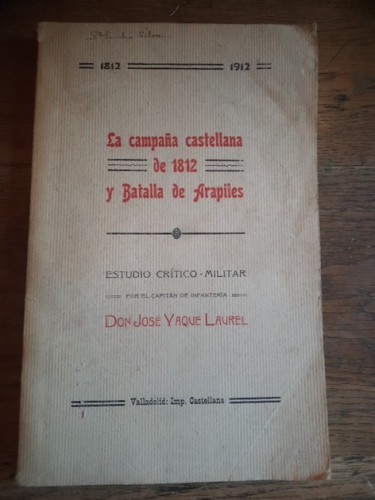 1812 1912
La campaña castellana
de 1812
y Batalla de Arapiles
ESTUDIO CRÍTICO-MILITAR
POR EL CAPITÁN DE INFANTERÍA
DON JOSÉ YAQUE LAUREL
Valladolid: Imp. Castellana